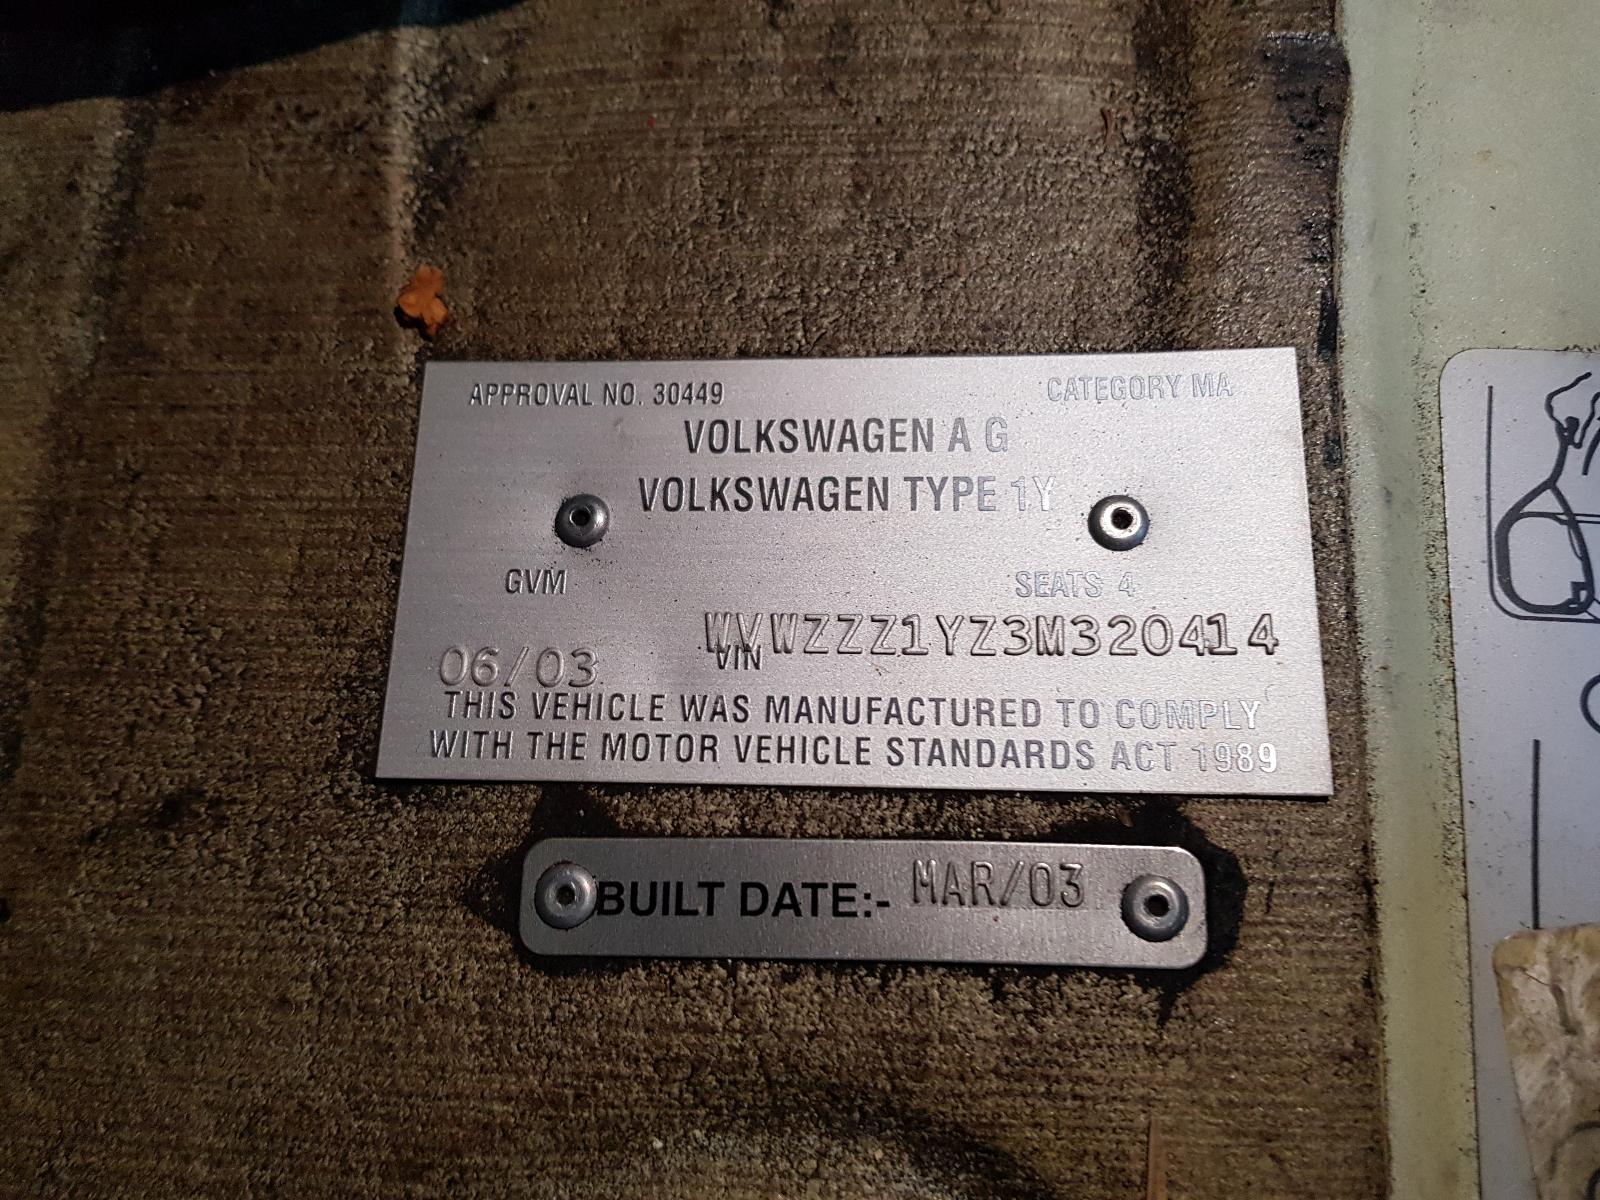 APPROVAL NO. 30449 CATEGORY MA
VOLKSWAGEN A G
VOLKSWAGEN TYPE 1Y
GVM SEATS 4
WVWZZZ1YZ3M320414
06/03 VIN
THIS VEHICLE WAS MANUFACTURED TO COMPLY
WITH THE MOTOR VEHICLE STANDARDS ACT 1989
BUILT DATE:- MAR/03